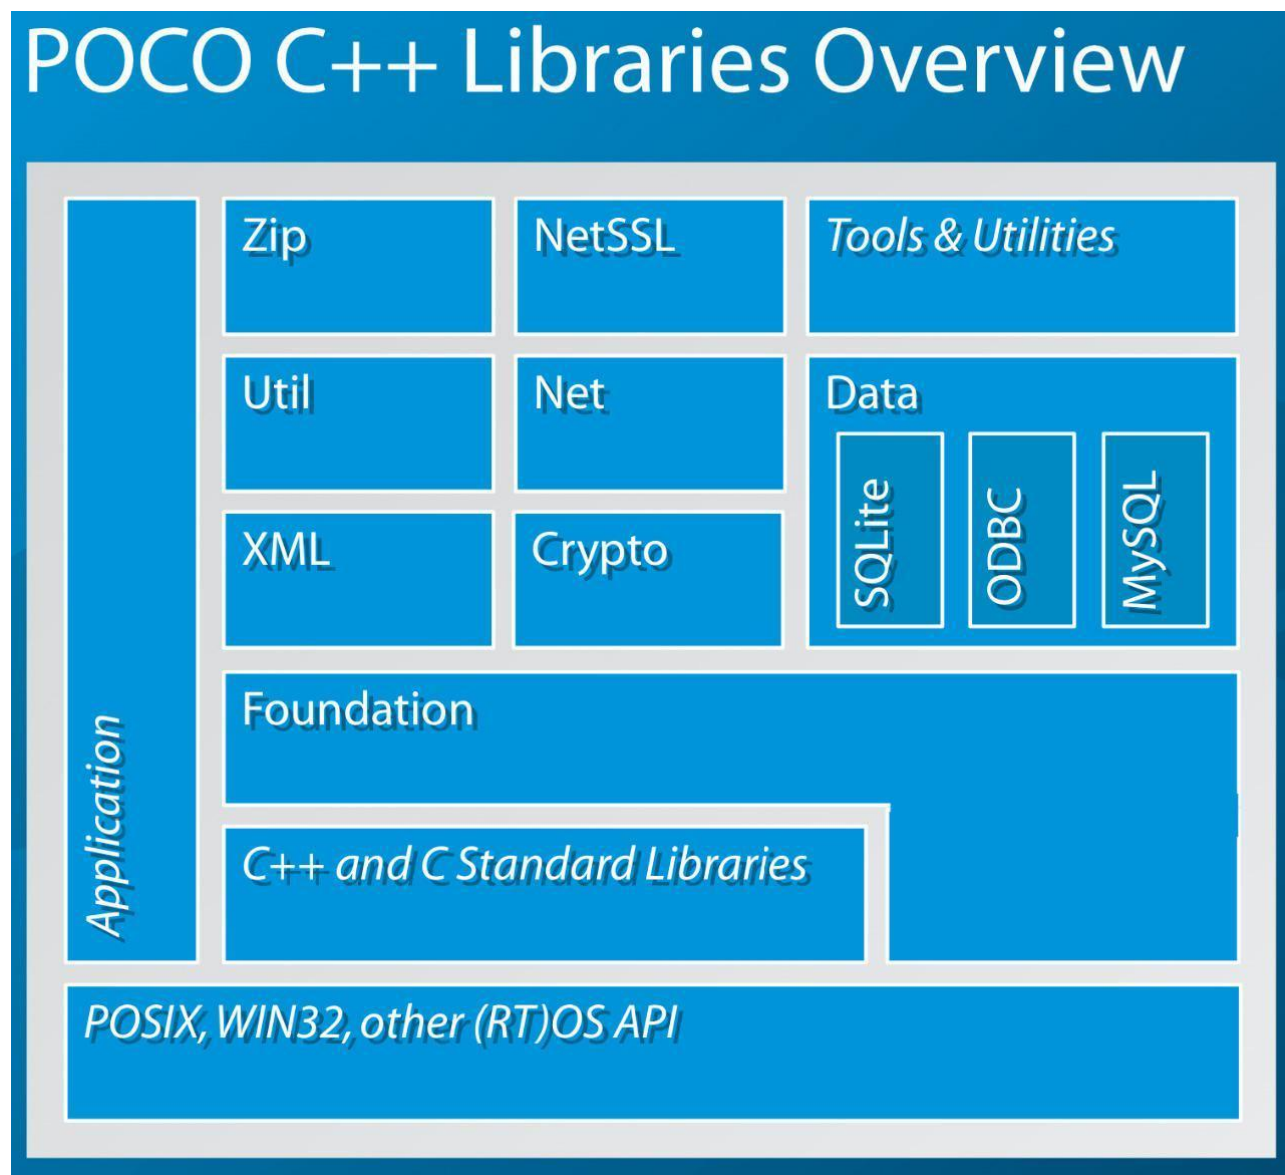 POCO C++ Libraries Overview
Zip
NetSSL
Tools & Utilities
Util
Net
Data
SQLite
ODBC
MySQL
XML
Crypto
Application
Foundation
C++ and C Standard Libraries
POSIX, WIN32, other (RT)OS API